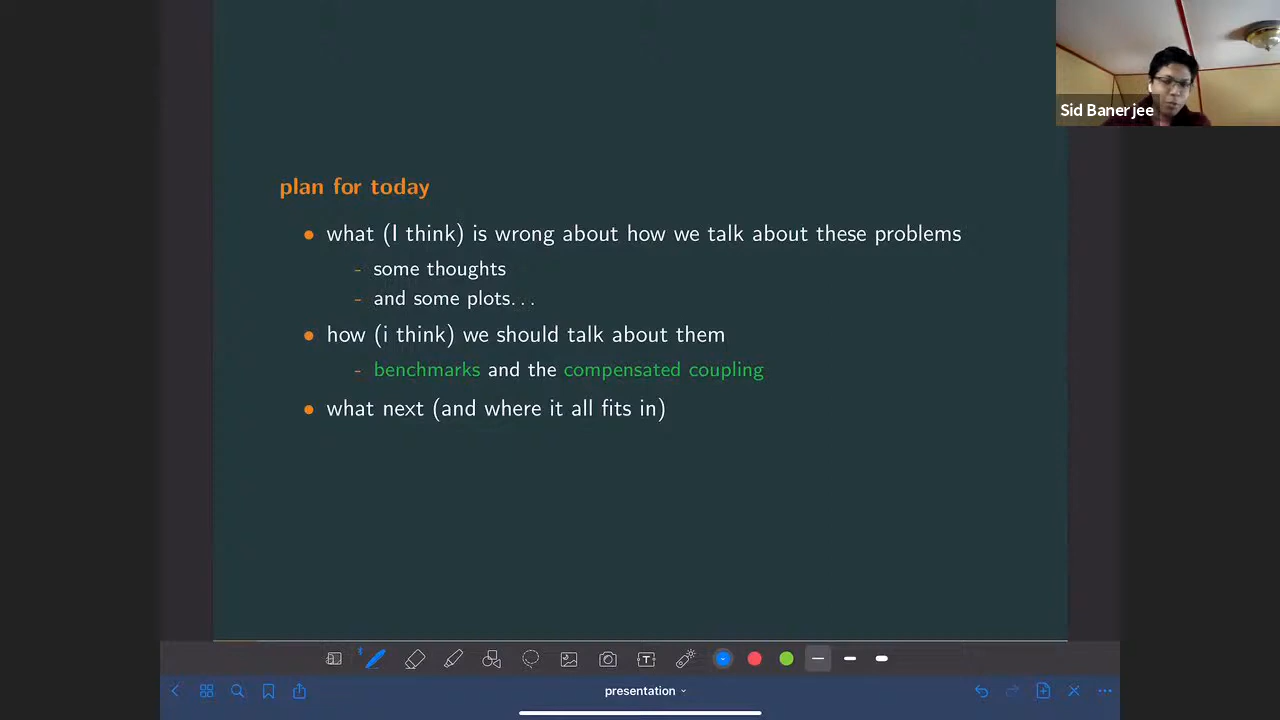 Sid Banerjee
plan for today
• what (I think) is wrong about how we talk about these problems
- some thoughts
- and some plots...
• how (i think) we should talk about them
- benchmarks and the compensated coupling
• what next (and where it all fits in)
T
presentation